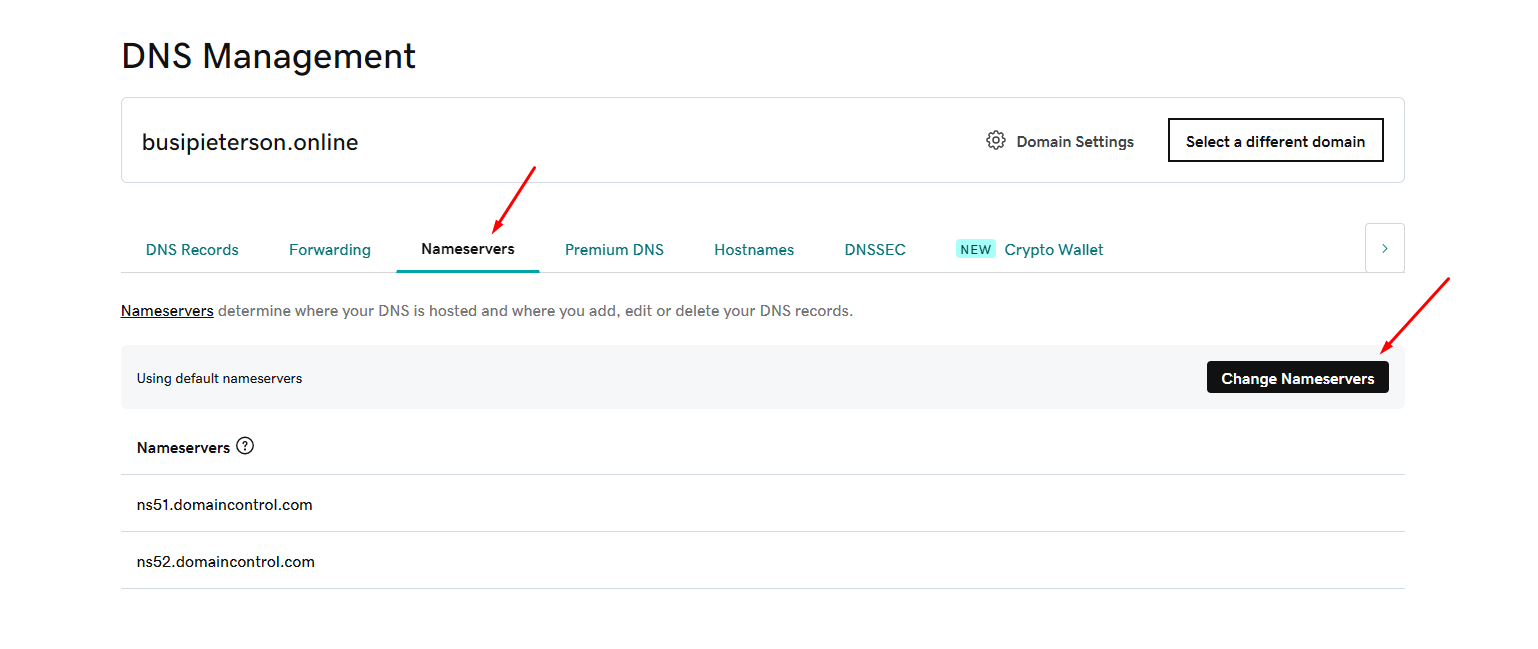 DNS Management
busipieterson.online
Domain Settings
Select a different domain
DNS Records
Forwarding
Nameservers
Premium DNS
Hostnames
DNSSEC
NEW Crypto Wallet
Nameservers determine where your DNS is hosted and where you add, edit or delete your DNS records.
Using default nameservers
Change Nameservers
Nameservers ?
ns51.domaincontrol.com
ns52.domaincontrol.com